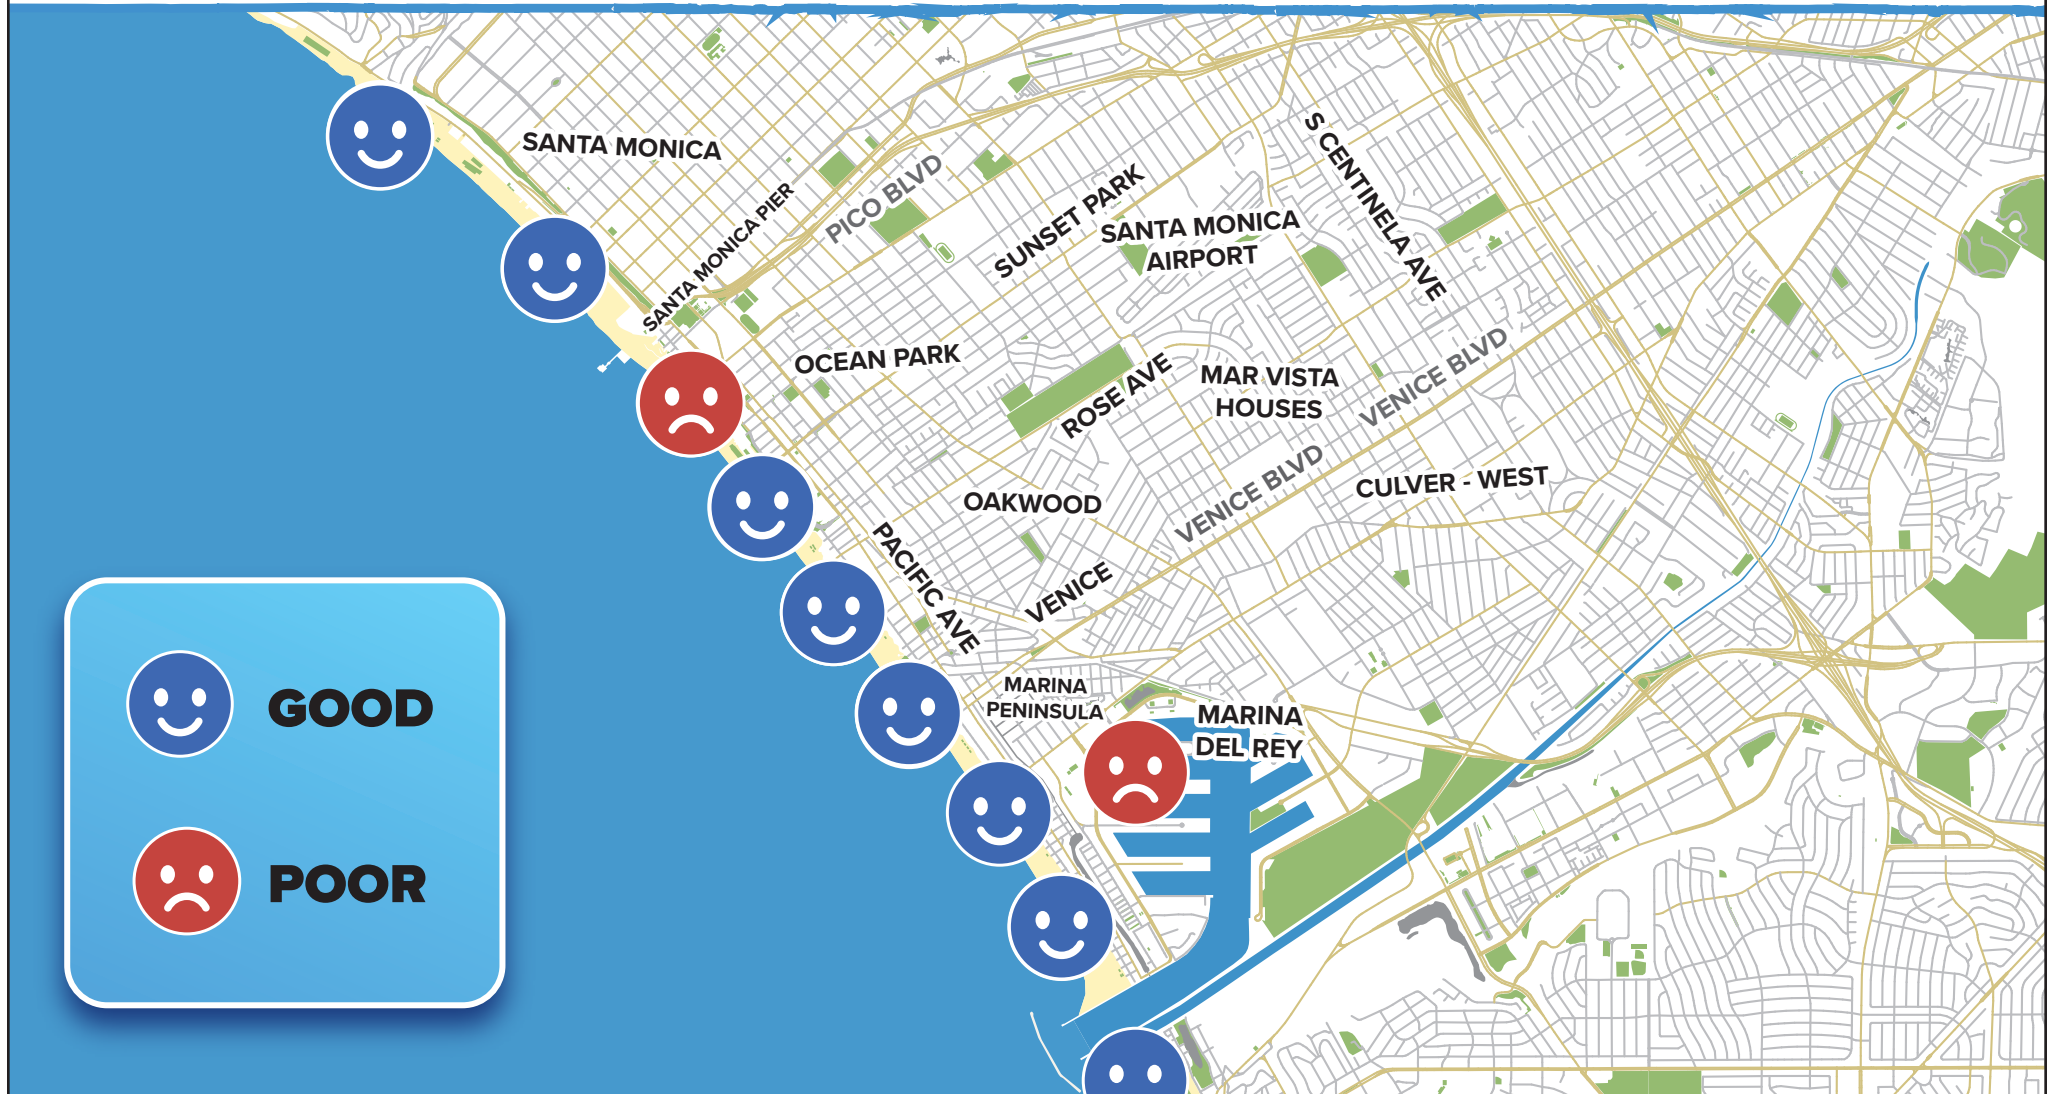 SANTA MONICA
SANTA MONICA PIER
PICO BLVD
SUNSET PARK
SANTA MONICA
AIRPORT
S CENTINELA AVE
OCEAN PARK
ROSE AVE
MAR VISTA
HOUSES
VENICE BLVD
VENICE BLVD
CULVER - WEST
OAKWOOD
PACIFIC AVE
VENICE
MARINA
PENINSULA
MARINA
DEL REY
GOOD
POOR